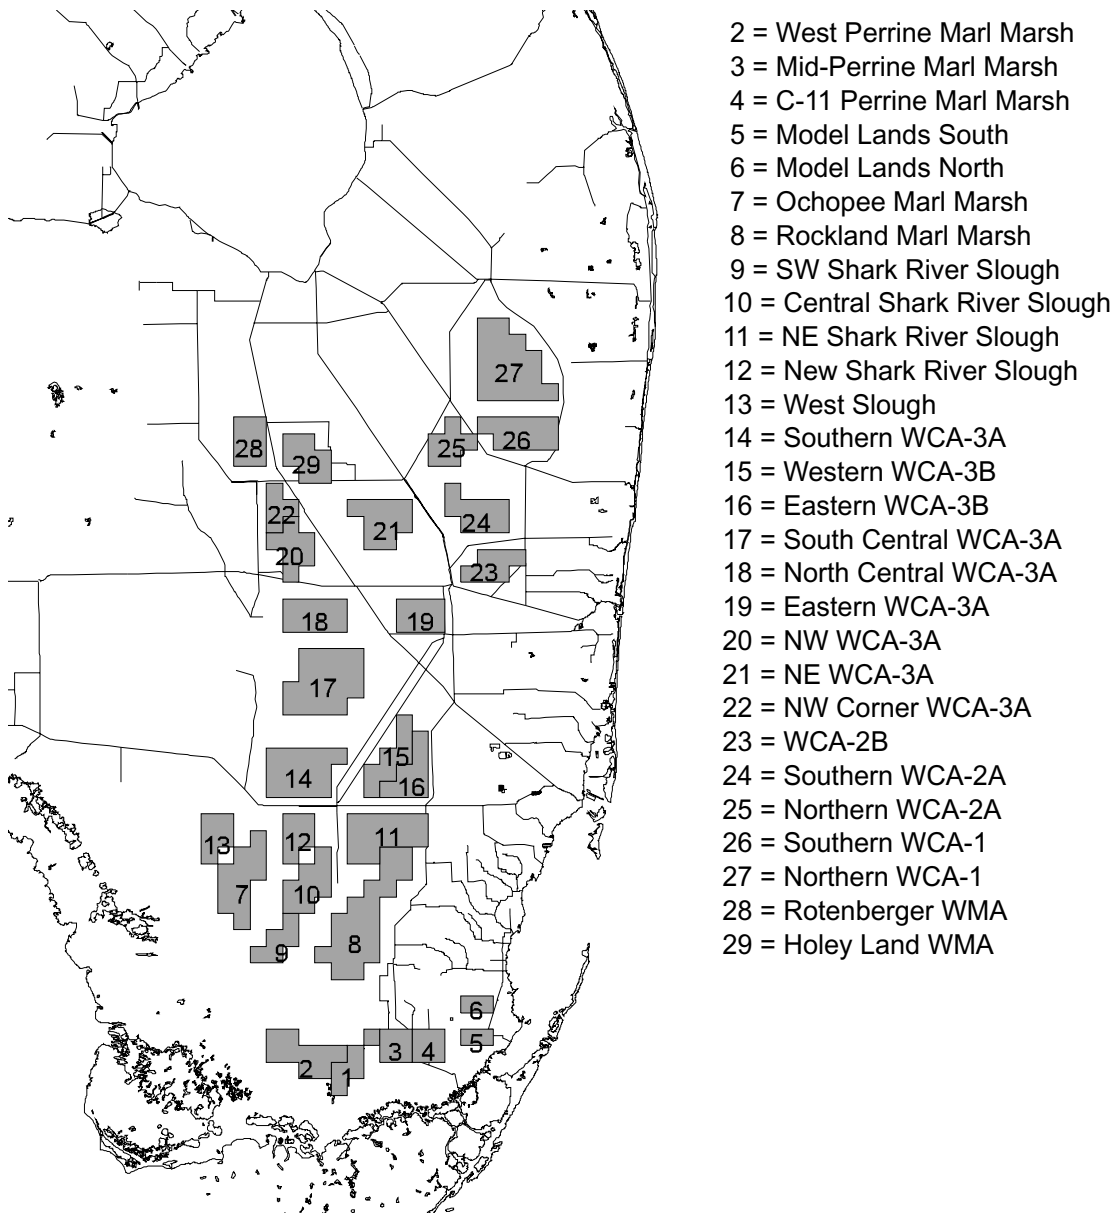 2 = West Perrine Marl Marsh
3 = Mid-Perrine Marl Marsh
4 = C-11 Perrine Marl Marsh
5 = Model Lands South
6 = Model Lands North
7 = Ochopee Marl Marsh
8 = Rockland Marl Marsh
9 = SW Shark River Slough
10 = Central Shark River Slough
11 = NE Shark River Slough
12 = New Shark River Slough
13 = West Slough
14 = Southern WCA-3A
15 = Western WCA-3B
16 = Eastern WCA-3B
17 = South Central WCA-3A
18 = North Central WCA-3A
19 = Eastern WCA-3A
20 = NW WCA-3A
21 = NE WCA-3A
22 = NW Corner WCA-3A
23 = WCA-2B
24 = Southern WCA-2A
25 = Northern WCA-2A
26 = Southern WCA-1
27 = Northern WCA-1
28 = Rotenberger WMA
29 = Holey Land WMA
27
26
25
28
29
22
24
21
20
23
18
19
17
15
14
16
11
12
13
7
10
8
9
6
5
3
4
2
1